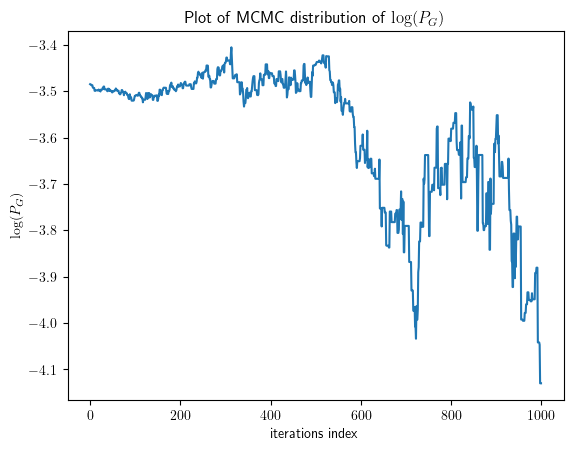 Plot of MCMC distribution of log(P_G)
log(P_G)
−3.4
−3.5
−3.6
−3.7
−3.8
−3.9
−4.0
−4.1
0 200 400 600 800 1000
iterations index